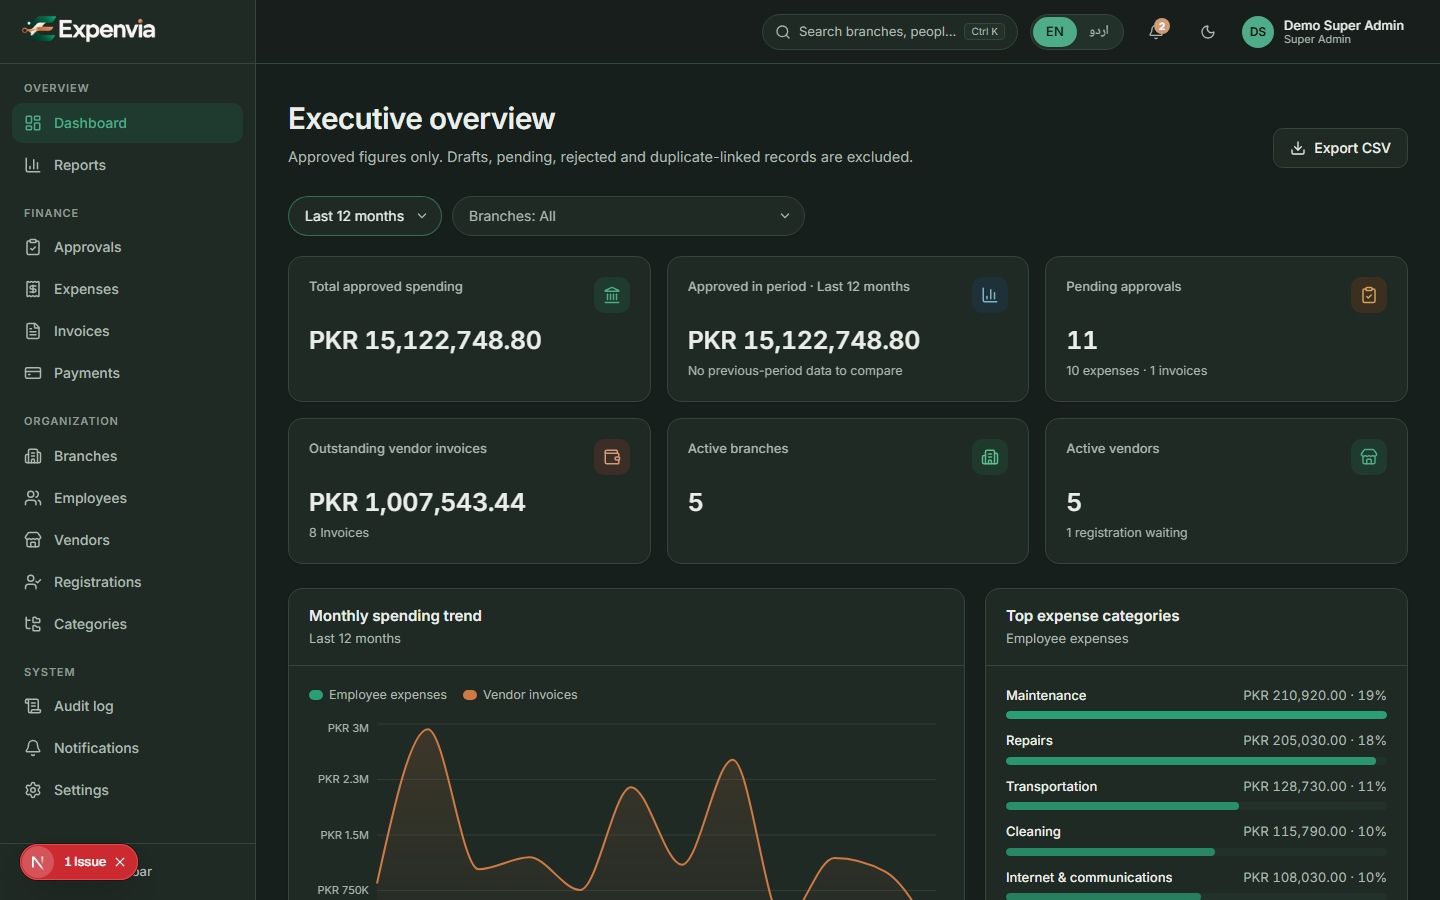 Expenvia
Search branches, peopl... Ctrl K
EN
اردو
2
DS
Demo Super Admin
Super Admin
OVERVIEW
Dashboard
Reports
FINANCE
Approvals
Expenses
Invoices
Payments
ORGANIZATION
Branches
Employees
Vendors
Registrations
Categories
SYSTEM
Audit log
Notifications
Settings
N 1 Issue
bar
Executive overview
Approved figures only. Drafts, pending, rejected and duplicate-linked records are excluded.
Export CSV
Last 12 months
Branches: All
Total approved spending
PKR 15,122,748.80
Approved in period · Last 12 months
PKR 15,122,748.80
No previous-period data to compare
Pending approvals
11
10 expenses · 1 invoices
Outstanding vendor invoices
PKR 1,007,543.44
8 Invoices
Active branches
5
Active vendors
5
1 registration waiting
Monthly spending trend
Last 12 months
Employee expenses
Vendor invoices
PKR 3M
PKR 2.3M
PKR 1.5M
PKR 750K
Top expense categories
Employee expenses
Maintenance PKR 210,920.00 · 19%
Repairs PKR 205,030.00 · 18%
Transportation PKR 128,730.00 · 11%
Cleaning PKR 115,790.00 · 10%
Internet & communications PKR 108,030.00 · 10%